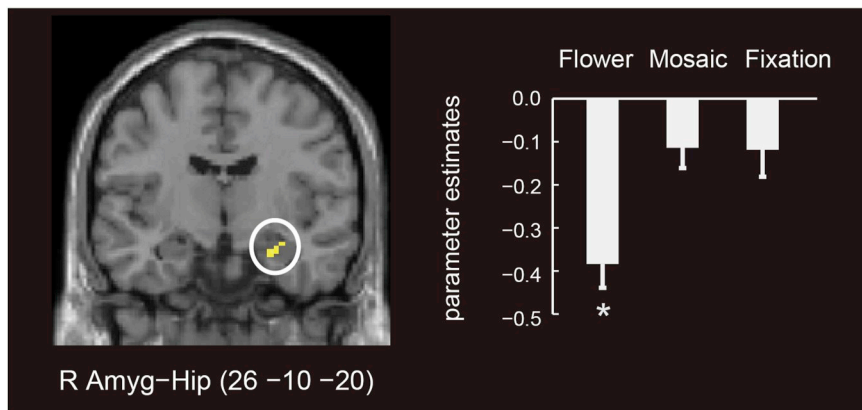 Flower Mosaic Fixation
parameter estimates
0.0
−0.1
−0.2
−0.3
−0.4
−0.5
*
R Amyg−Hip (26 −10 −20)